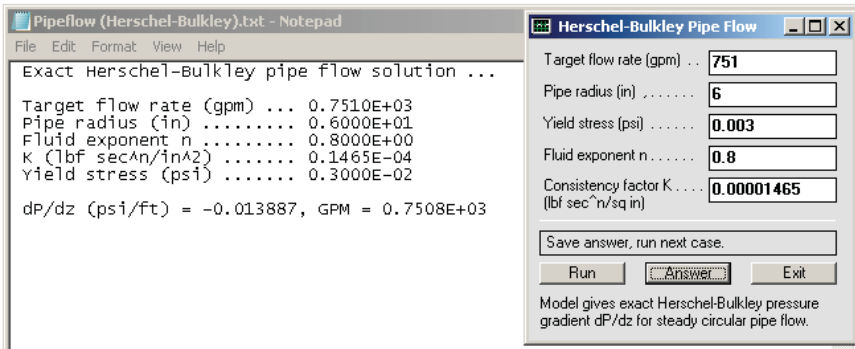 Pipeflow (Herschel-Bulkley).txt - Notepad
File Edit Format View Help
Exact Herschel-Bulkley pipe flow solution ...
Target flow rate (gpm) ... 0.7510E+03
Pipe radius (in) ......... 0.6000E+01
Fluid exponent n ......... 0.8000E+00
K (lbf sec^n/in^2) ....... 0.1465E-04
Yield stress (psi) ....... 0.3000E-02
dP/dz (psi/ft) = -0.013887, GPM = 0.7508E+03
Herschel-Bulkley Pipe Flow
Target flow rate (gpm) . . 751
Pipe radius (in) , . . . . . . 6
Yield stress (psi) . . . . . . 0.003
Fluid exponent n . . . . . . 0.8
Consistency factor K . . . . 0.00001465
(lbf sec^n/sq in)
Save answer, run next case.
Run Answer Exit
Model gives exact Herschel-Bulkley pressure
gradient dP/dz for steady circular pipe flow.